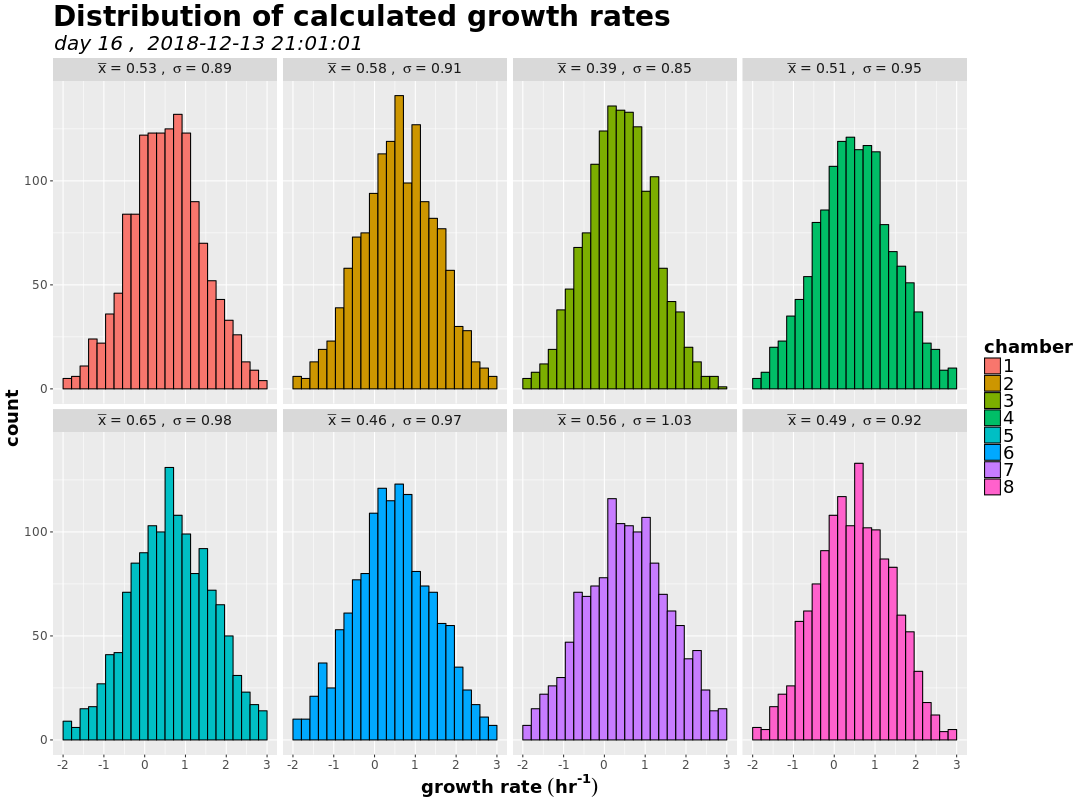 Distribution of calculated growth rates
day 16 ,  2018-12-13 21:01:01
x̅ = 0.53 ,  σ = 0.89
x̅ = 0.58 ,  σ = 0.91
x̅ = 0.39 ,  σ = 0.85
x̅ = 0.51 ,  σ = 0.95
100
50
0
x̅ = 0.65 ,  σ = 0.98
x̅ = 0.46 ,  σ = 0.97
x̅ = 0.56 ,  σ = 1.03
x̅ = 0.49 ,  σ = 0.92
100
50
0
-2 -1 0 1 2 3
-2 -1 0 1 2 3
-2 -1 0 1 2 3
-2 -1 0 1 2 3
count
growth rate (hr⁻¹)
chamber
1
2
3
4
5
6
7
8